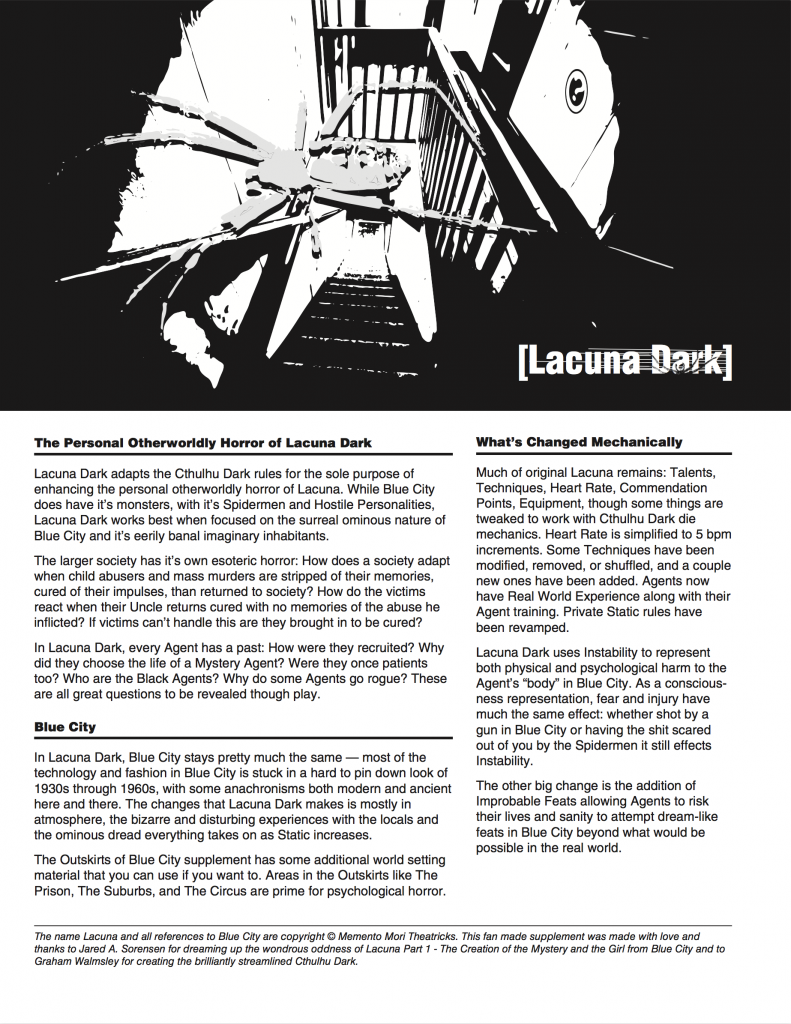 [Lacuna Dark]
The Personal Otherworldly Horror of Lacuna Dark
Lacuna Dark adapts the Cthulhu Dark rules for the sole purpose of
enhancing the personal otherworldly horror of Lacuna. While Blue City
does have it's monsters, with it's Spidermen and Hostile Personalities,
Lacuna Dark works best when focused on the surreal ominous nature of
Blue City and it's eerily banal imaginary inhabitants.
The larger society has it's own esoteric horror: How does a society adapt
when child abusers and mass murders are stripped of their memories,
cured of their impulses, than returned to society? How do the victims
react when their Uncle returns cured with no memories of the abuse he
inflicted? If victims can't handle this are they brought in to be cured?
In Lacuna Dark, every Agent has a past: How were they recruited? Why
did they choose the life of a Mystery Agent? Were they once patients
too? Who are the Black Agents? Why do some Agents go rogue? These
are all great questions to be revealed though play.
Blue City
In Lacuna Dark, Blue City stays pretty much the same — most of the
technology and fashion in Blue City is stuck in a hard to pin down look of
1930s through 1960s, with some anachronisms both modern and ancient
here and there. The changes that Lacuna Dark makes is mostly in
atmosphere, the bizarre and disturbing experiences with the locals and
the ominous dread everything takes on as Static increases.
The Outskirts of Blue City supplement has some additional world setting
material that you can use if you want to. Areas in the Outskirts like The
Prison, The Suburbs, and The Circus are prime for psychological horror.
What's Changed Mechanically
Much of original Lacuna remains: Talents,
Techniques, Heart Rate, Commendation
Points, Equipment, though some things are
tweaked to work with Cthulhu Dark die
mechanics. Heart Rate is simplified to 5 bpm
increments. Some Techniques have been
modified, removed, or shuffled, and a couple
new ones have been added. Agents now
have Real World Experience along with their
Agent training. Private Static rules have
been revamped.
Lacuna Dark uses Instability to represent
both physical and psychological harm to the
Agent's “body” in Blue City. As a conscious-
ness representation, fear and injury have
much the same effect: whether shot by a
gun in Blue City or having the shit scared
out of you by the Spidermen it still effects
Instability.
The other big change is the addition of
Improbable Feats allowing Agents to risk
their lives and sanity to attempt dream-like
feats in Blue City beyond what would be
possible in the real world.
The name Lacuna and all references to Blue City are copyright © Memento Mori Theatricks. This fan made supplement was made with love and
thanks to Jared A. Sorensen for dreaming up the wondrous oddness of Lacuna Part 1 - The Creation of the Mystery and the Girl from Blue City and to
Graham Walmsley for creating the brilliantly streamlined Cthulhu Dark.